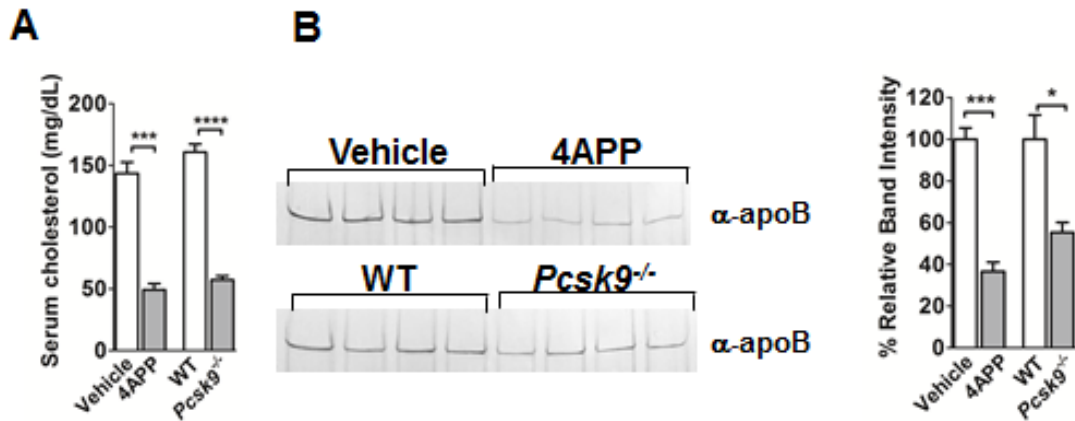 A
B
Serum cholesterol (mg/dL)
200
150
100
50
0
***
****
Vehicle
4APP
WT
Pcsk9-/-
Vehicle 4APP
α-apoB
WT Pcsk9-/-
α-apoB
% Relative Band Intensity
120
100
80
60
40
20
0
***
*
Vehicle
4APP
WT
Pcsk9-/-